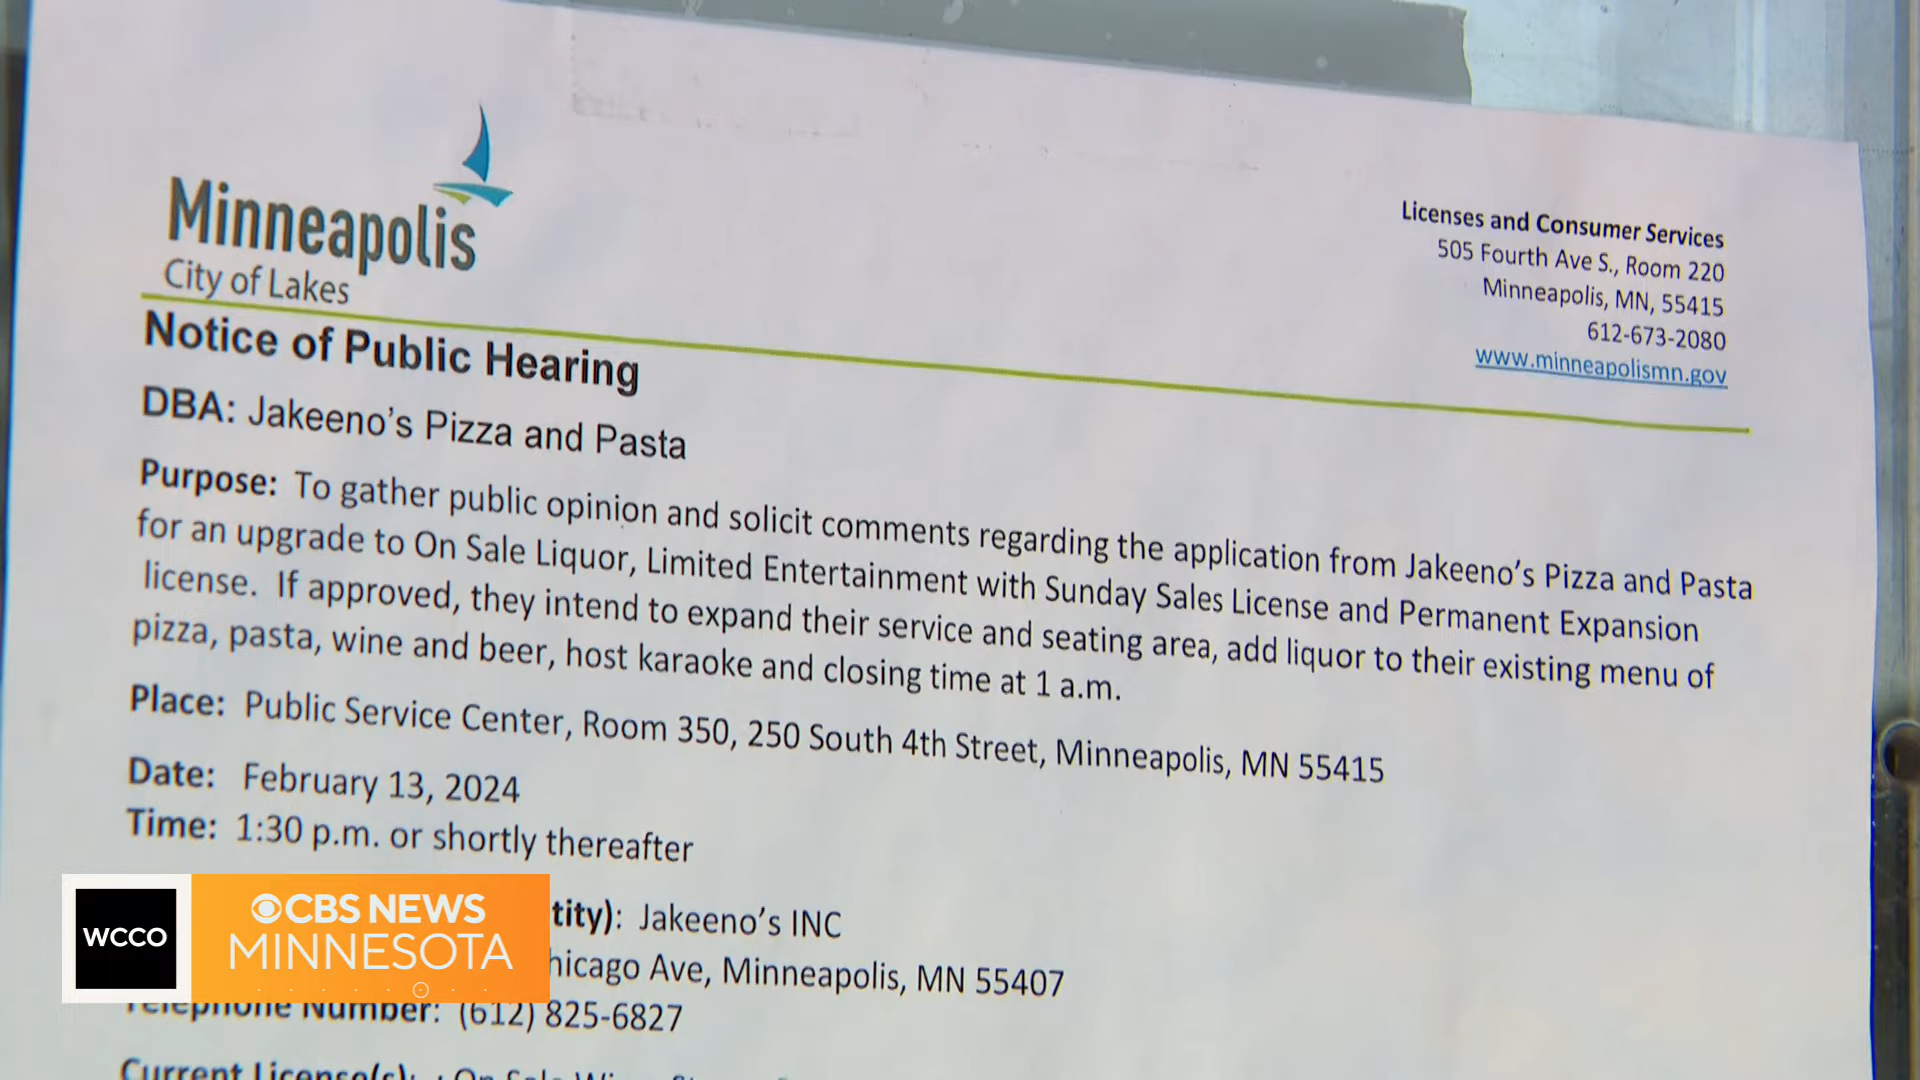 Minneapolis
City of Lakes
Licenses and Consumer Services
505 Fourth Ave S., Room 220
Minneapolis, MN, 55415
612-673-2080
www.minneapolismn.gov
Notice of Public Hearing
DBA: Jakeeno's Pizza and Pasta
Purpose: To gather public opinion and solicit comments regarding the application from Jakeeno's Pizza and Pasta
for an upgrade to On Sale Liquor, Limited Entertainment with Sunday Sales License and Permanent Expansion
license. If approved, they intend to expand their service and seating area, add liquor to their existing menu of
pizza, pasta, wine and beer, host karaoke and closing time at 1 a.m.
Place: Public Service Center, Room 350, 250 South 4th Street, Minneapolis, MN 55415
Date: February 13, 2024
Time: 1:30 p.m. or shortly thereafter
tity): Jakeeno's INC
hicago Ave, Minneapolis, MN 55407
Telephone Number: (612) 825-6827
Current License(s): On Sale
WCCO
CBS NEWS
MINNESOTA